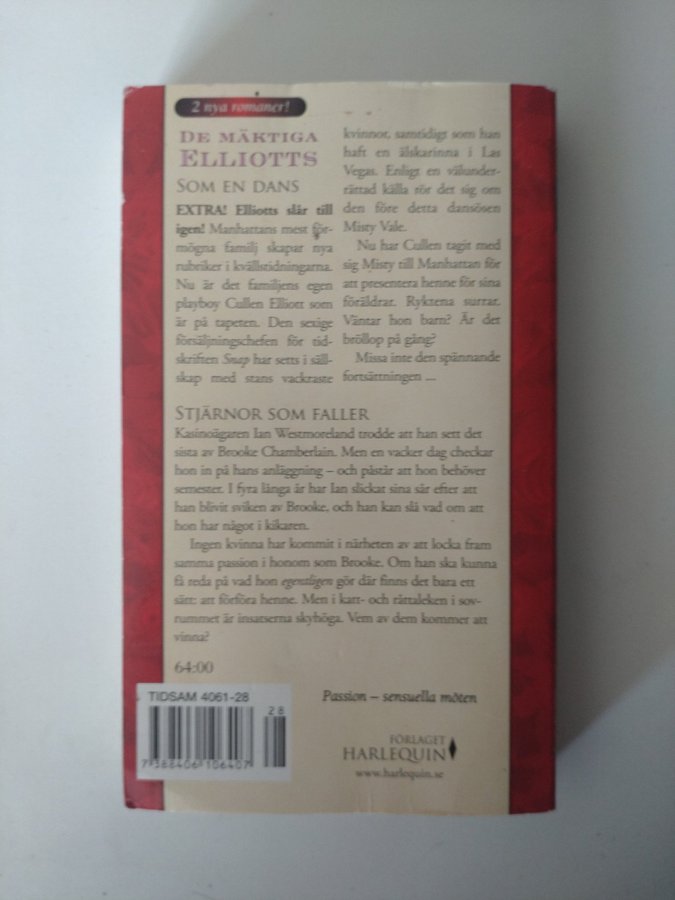 2 nya romaner!
DE MÄKTIGA
ELLIOTTS
SOM EN DANS
EXTRA! Elliotts slår till
igen! Manhattans mest för-
mögna familj skapar nya
rubriker i kvällstidningarna.
Nu är det familjens egen
playboy Cullen Elliott som
är på tapeten. Den sexige
försäljningschefen för tid-
skriften Snap har setts i säll-
skap med stans vackraste
kvinnor, samtidigt som han
haft en älskarinna i Las
Vegas. Enligt en välunder-
rättad källa rör det sig om
den före detta dansösen
Misty Vale.
Nu har Cullen tagit med
sig Misty till Manhattan för
att presentera henne för sina
föräldrar. Ryktena surrar.
Väntar hon barn? Är det
bröllop på gång?
Missa inte den spännande
fortsättningen ...
STJÄRNOR SOM FALLER
Kasinoägaren Ian Westmoreland trodde att han sett det
sista av Brooke Chamberlain. Men en vacker dag checkar
hon in på hans anläggning – och påstår att hon behöver
semester. I fyra långa år har Ian slickat sina sår efter att
han blivit sviken av Brooke, och han kan slå vad om att
hon har något i kikaren.
Ingen kvinna har kommit i närheten av att locka fram
samma passion i honom som Brooke. Om han ska kunna
få reda på vad hon egentligen gör där finns det bara ett
sätt: att förföra henne. Men i katt- och råttaleken i sov-
rummet är insatserna skyhöga. Vem av dem kommer att
vinna?
64:00
TIDSAM 4061-28
28
7 388406 106407
Passion – sensuella möten
FÖRLAGET
HARLEQUIN
www.harlequin.se